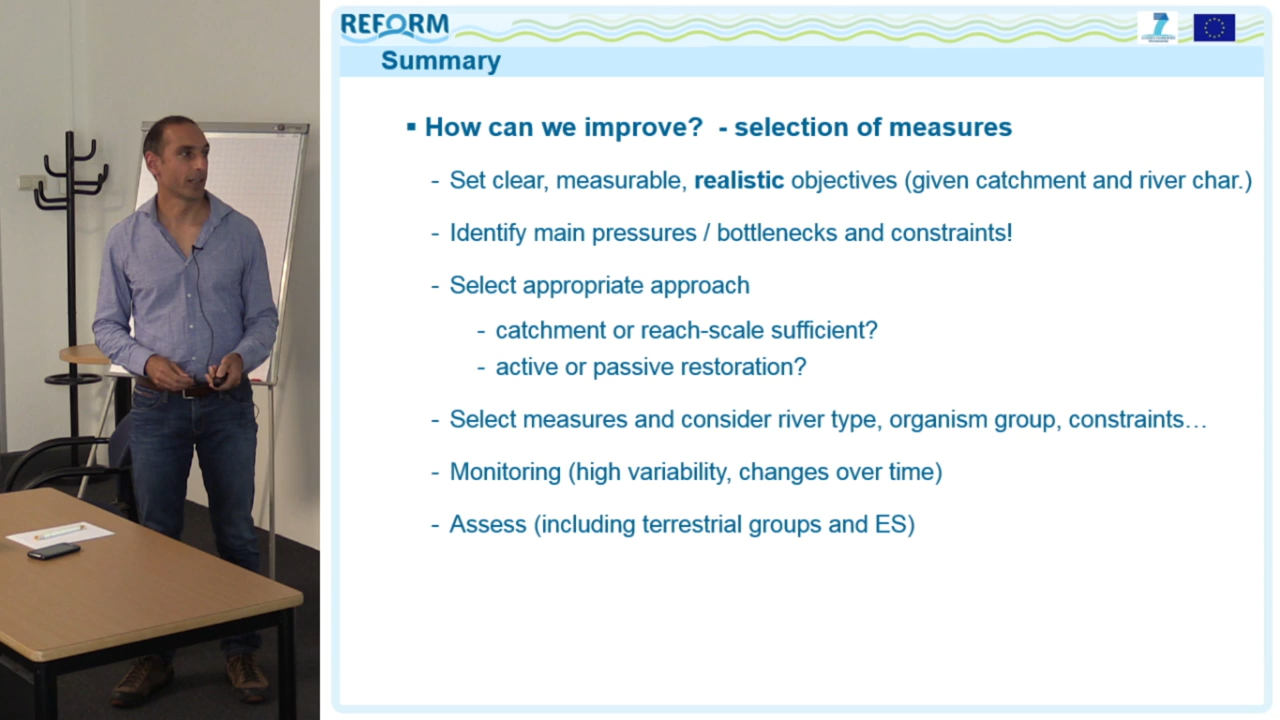 REFORM
Summary
▪ How can we improve? - selection of measures
- Set clear, measurable, realistic objectives (given catchment and river char.)
- Identify main pressures / bottlenecks and constraints!
- Select appropriate approach
- catchment or reach-scale sufficient?
- active or passive restoration?
- Select measures and consider river type, organism group, constraints…
- Monitoring (high variability, changes over time)
- Assess (including terrestrial groups and ES)